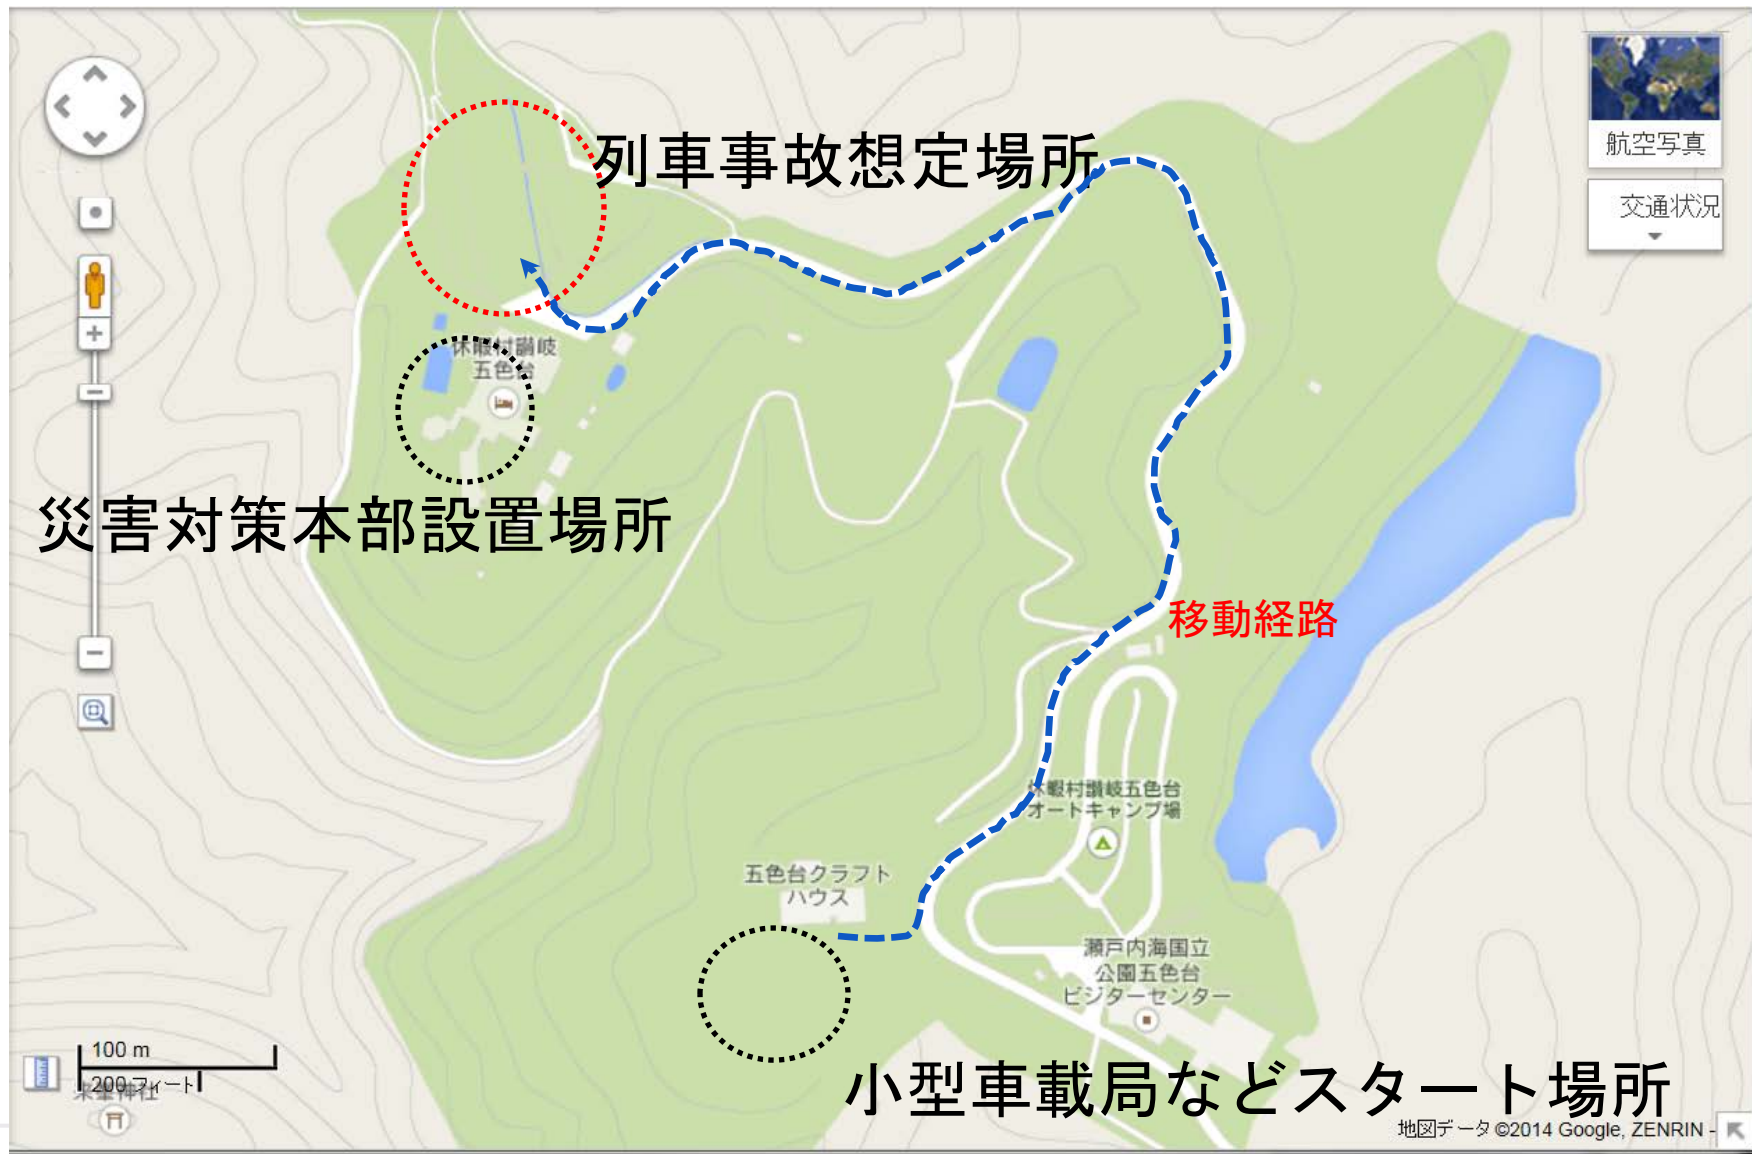 航空写真
交通状況
列車事故想定場所
休暇村讃岐
五色台
災害対策本部設置場所
移動経路
休暇村讃岐五色台
オートキャンプ場
五色台クラフト
ハウス
瀬戸内海国立
公園五色台
ビジターセンター
100 m
200 フィート
小型車載局などスタート場所
地図データ ©2014 Google, ZENRIN -